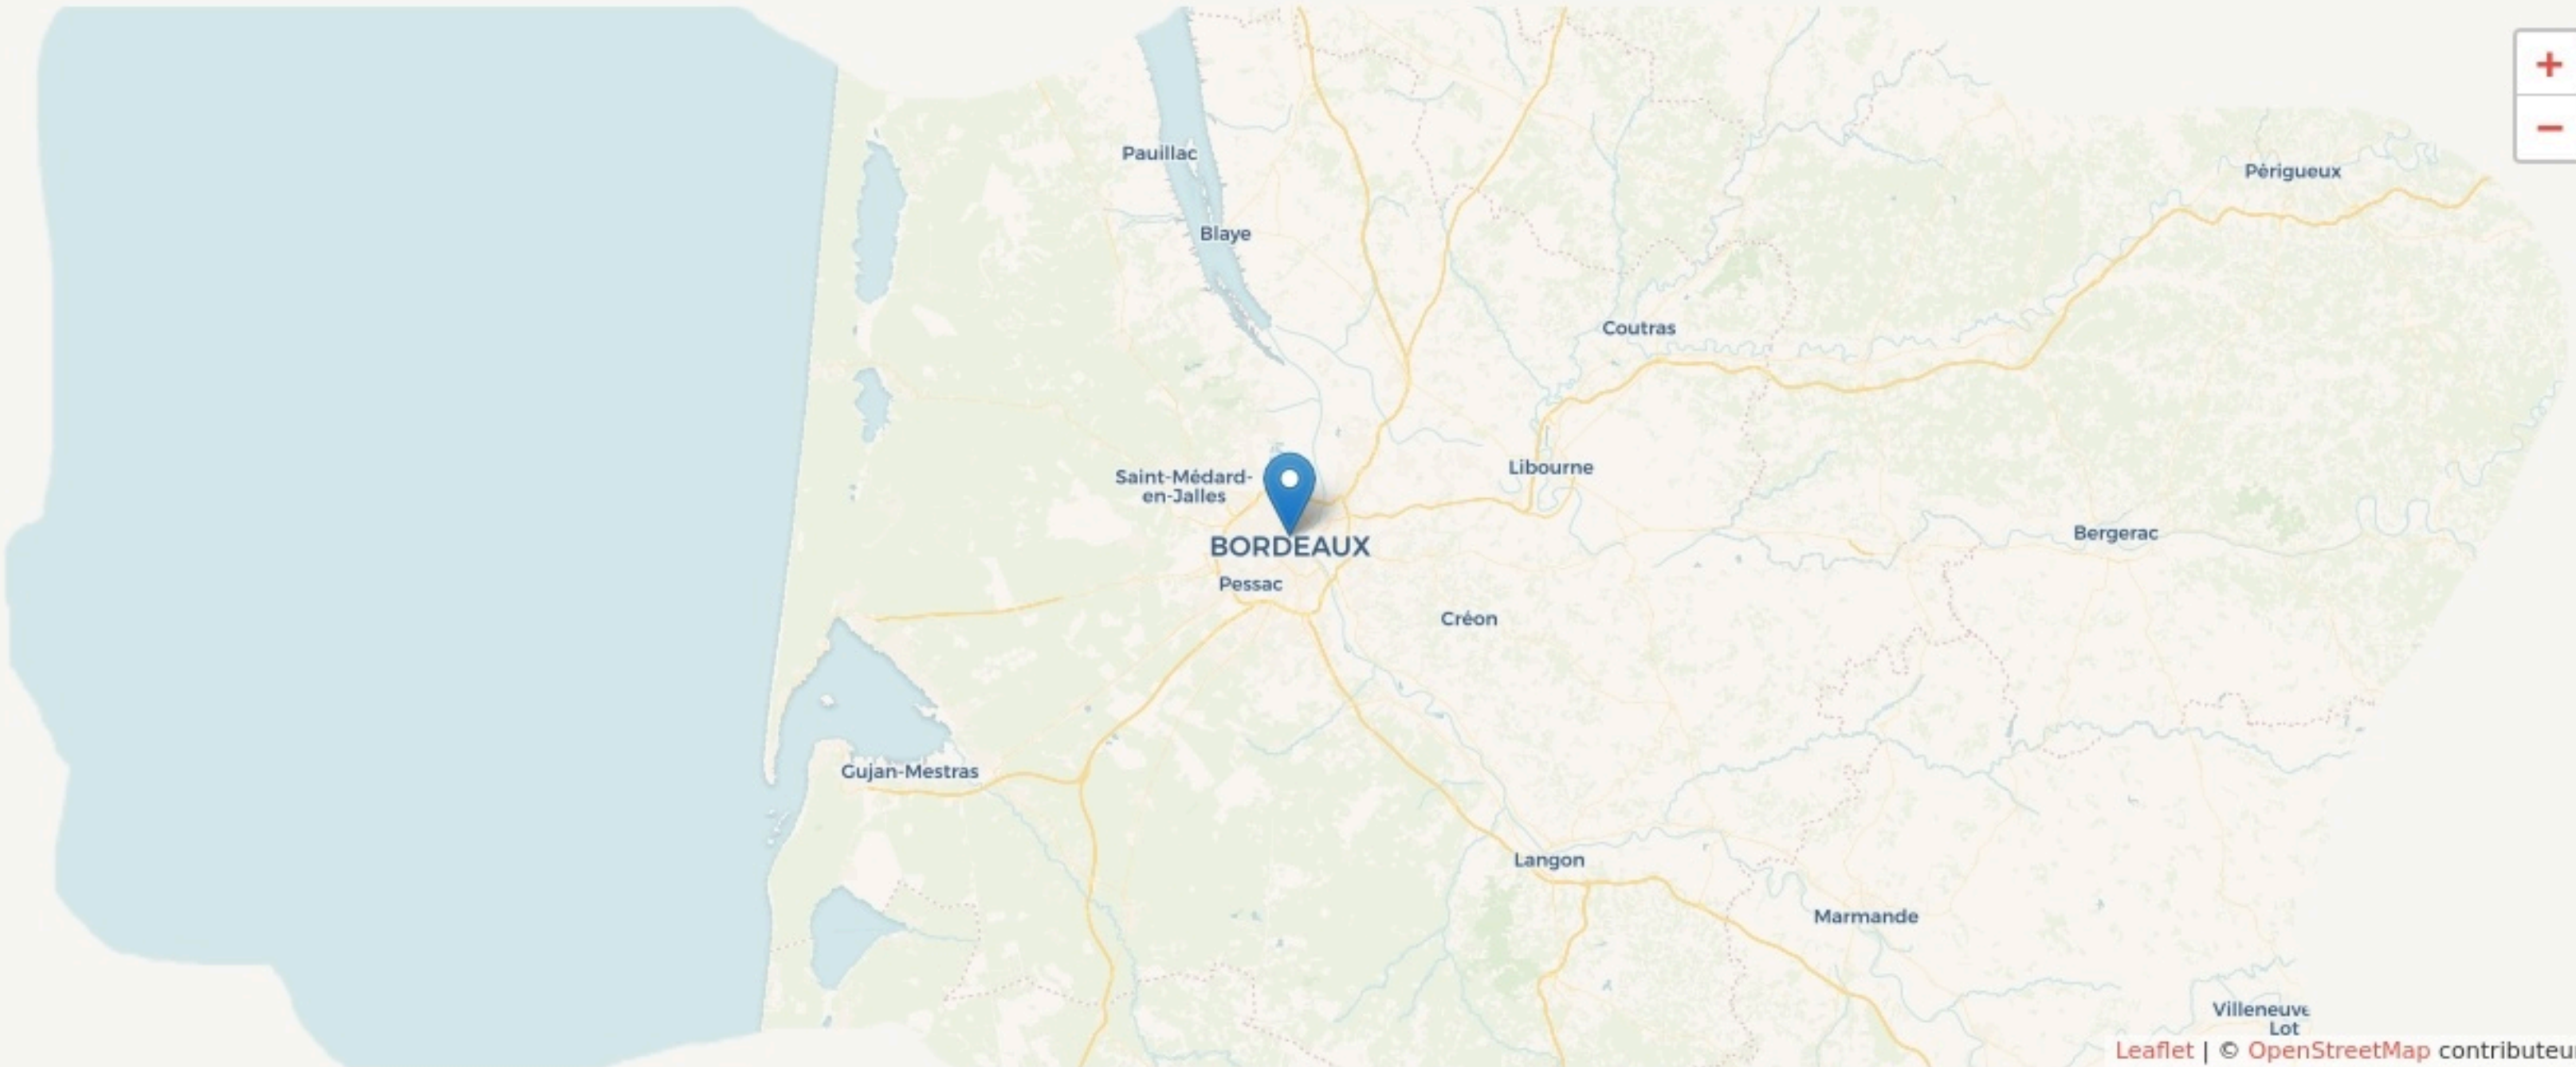 +
−
Périgueux
Pauillac
Blaye
Coutras
Libourne
Saint-Médard-
en-Jalles
BORDEAUX
Bergerac
Pessac
Créon
Gujan-Mestras
Langon
Marmande
Villeneuve
Lot
Leaflet | © OpenStreetMap contributeur